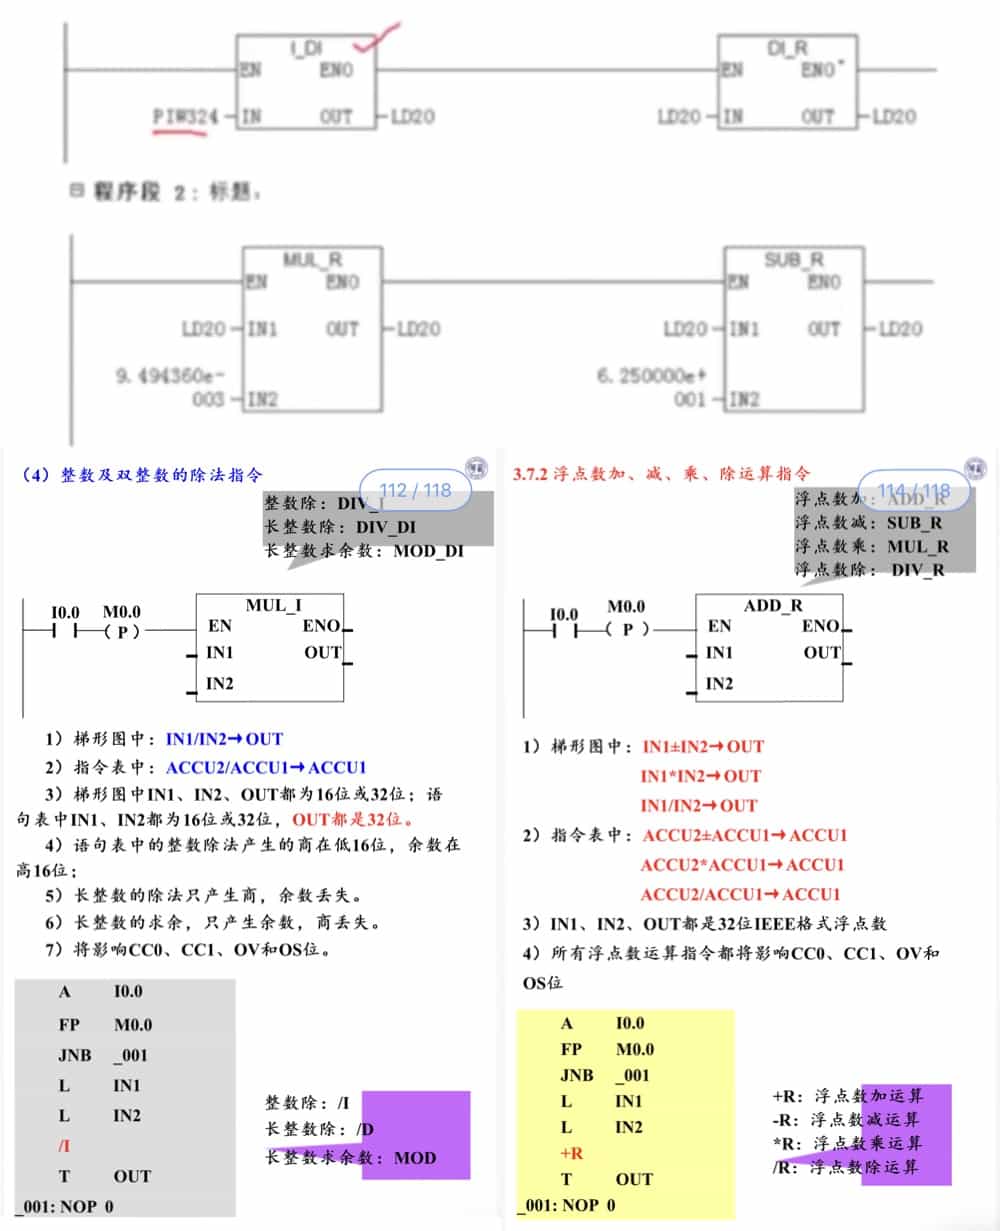 I_DI
DI_R
EN ENO
EN ENO
PIW324 IN OUT LD20
LD20 IN OUT LD20
程序段 2：标题：
MUL_R
SUB_R
EN ENO
EN ENO
LD20 IN1 OUT LD20
LD20 IN1 OUT LD20
9.494360e-
003 IN2
6.250000e+
001 IN2
（4）整数及双整数的除法指令
112 / 118
整数除：DIV_I
长整数除：DIV_DI
长整数求余数：MOD_DI
I0.0 M0.0
( P )
MUL_I
EN ENO
IN1 OUT
IN2
1）梯形图中：IN1/IN2→OUT
2）指令表中：ACCU2/ACCU1→ACCU1
3）梯形图中IN1、IN2、OUT都为16位或32位；语
句表中IN1、IN2都为16位或32位，OUT都是32位。
4）语句表中的整数除法产生的商在低16位，余数在
高16位；
5）长整数的除法只产生商，余数丢失。
6）长整数的求余，只产生余数，商丢失。
7）将影响CC0、CC1、OV和OS位。
A I0.0
FP M0.0
JNB _001
L IN1
L IN2
/I
T OUT
_001: NOP 0
整数除：/I
长整数除：/D
长整数求余数：MOD
3.7.2 浮点数加、减、乘、除运算指令
114 / 118
浮点数加：ADD_R
浮点数减：SUB_R
浮点数乘：MUL_R
浮点数除：DIV_R
I0.0 M0.0
( P )
ADD_R
EN ENO
IN1 OUT
IN2
1）梯形图中：IN1±IN2→OUT
IN1*IN2→OUT
IN1/IN2→OUT
2）指令表中：ACCU2±ACCU1→ACCU1
ACCU2*ACCU1→ACCU1
ACCU2/ACCU1→ACCU1
3）IN1、IN2、OUT都是32位IEEE格式浮点数
4）所有浮点数运算指令都将影响CC0、CC1、OV和
OS位
A I0.0
FP M0.0
JNB _001
L IN1
L IN2
+R
T OUT
_001: NOP 0
+R：浮点数加运算
-R：浮点数减运算
*R：浮点数乘运算
/R：浮点数除运算